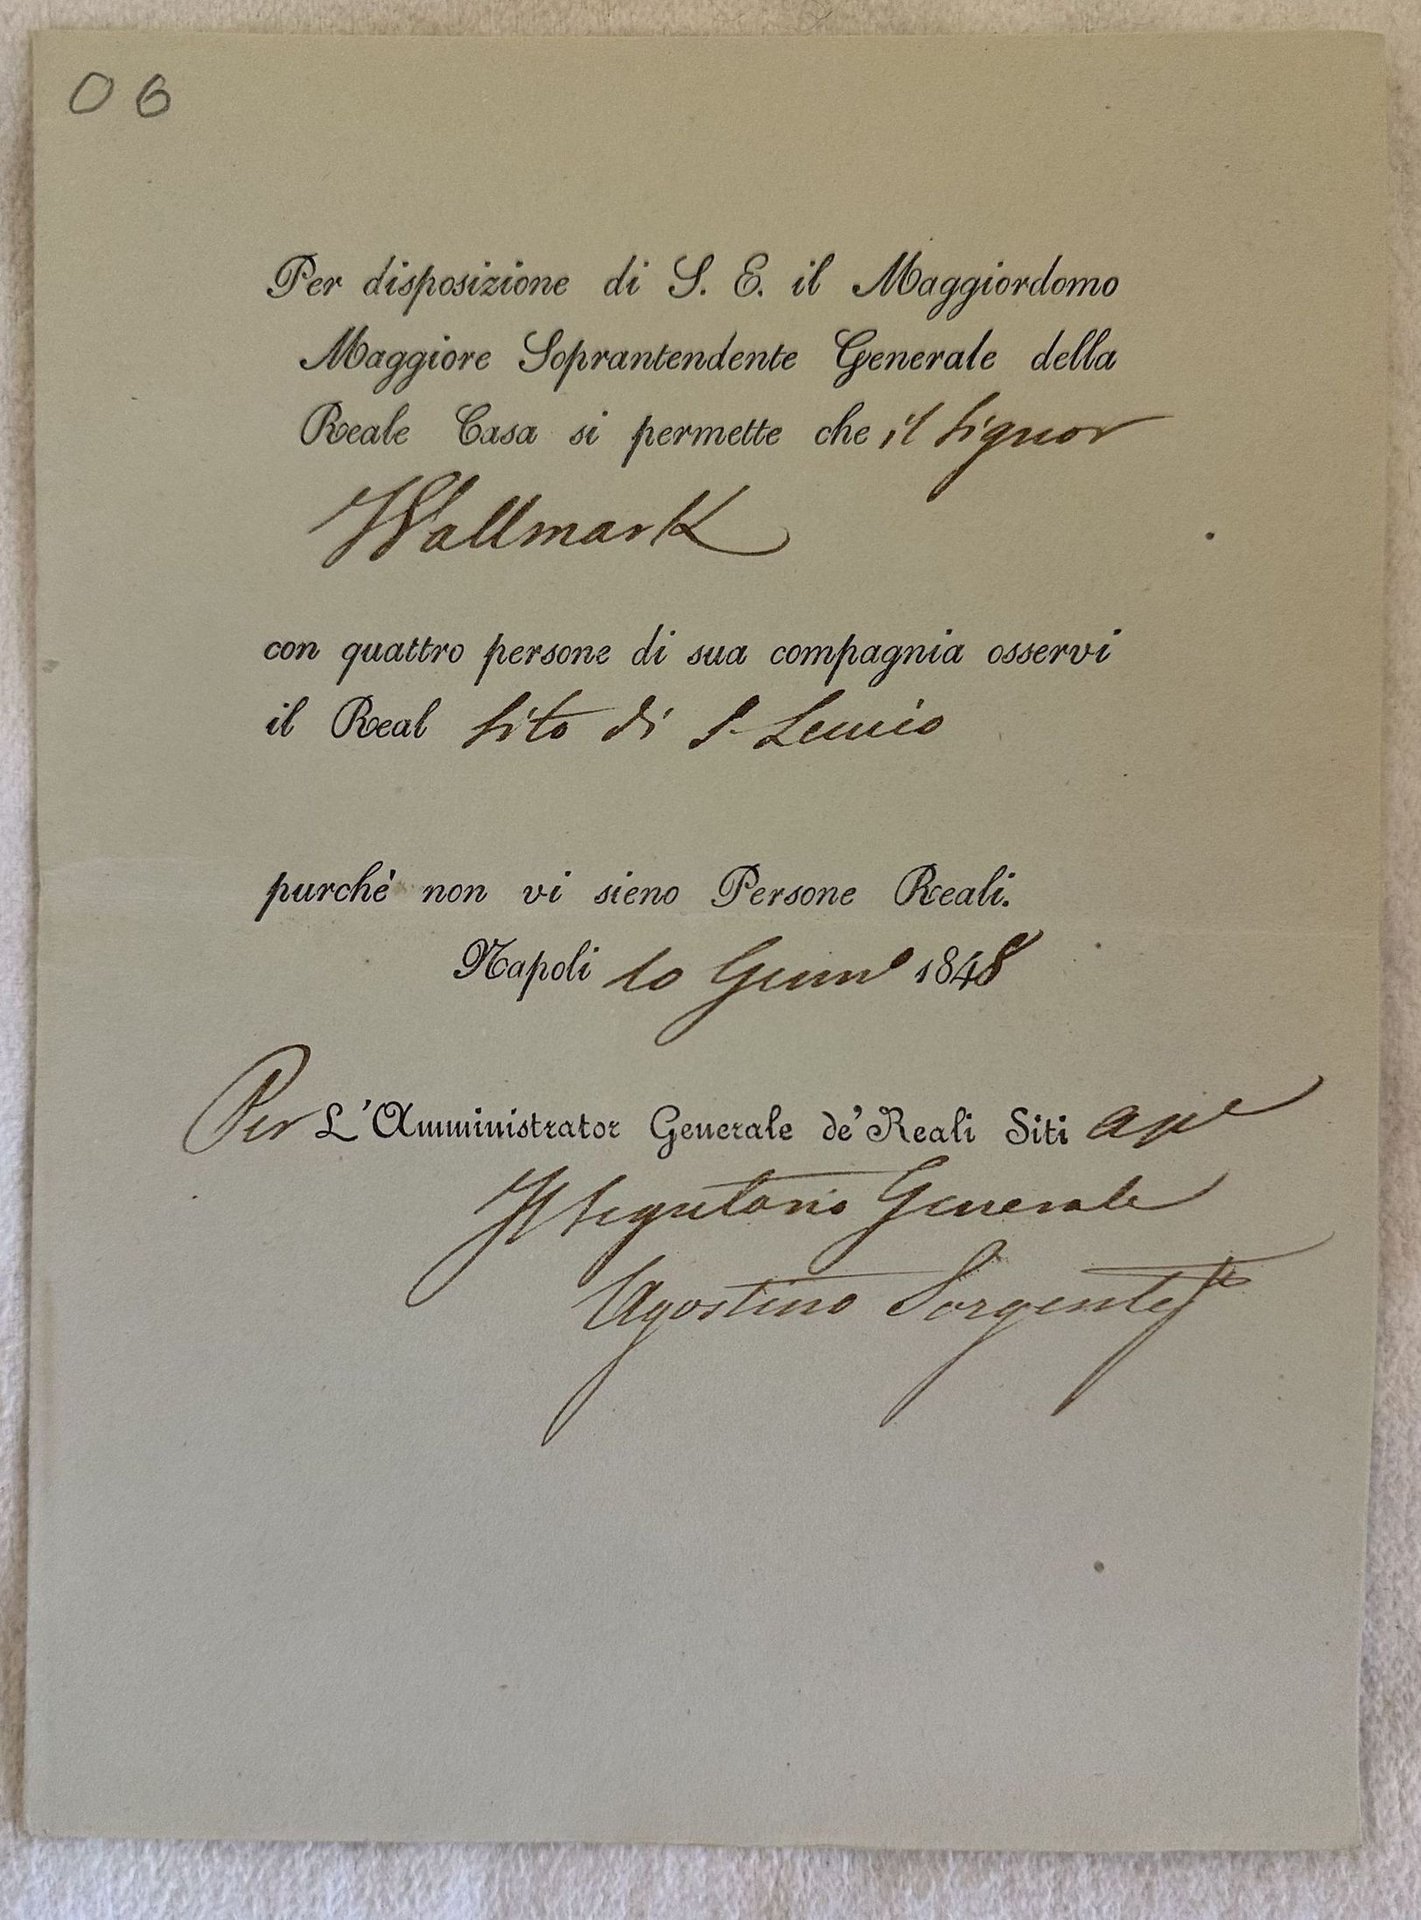 06
Per disposizione di S. E. il Maggiordomo
Maggiore Soprantendente Generale della
Reale Casa si permette che il Signor
Wallmark
con quattro persone di sua compagnia osservi
il Real Sito di S. Leucio
purchè non vi sieno Persone Reali.
Napoli 10 1848
Per L'Amministrator Generale de' Reali Siti
Il Segretario Generale
Agostino Sorgente